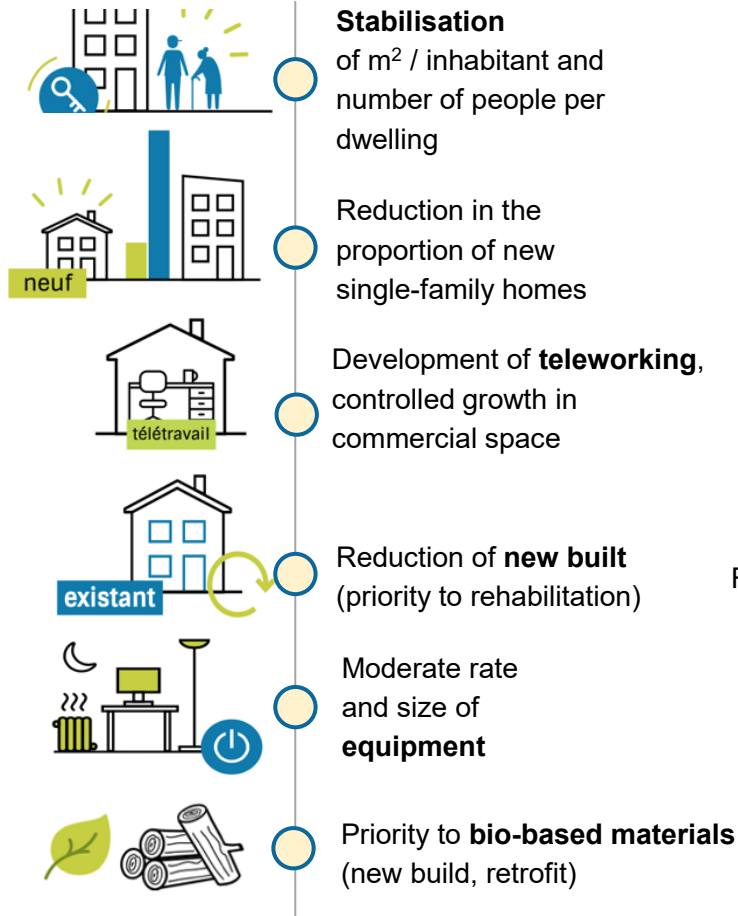 Stabilisation
of m² / inhabitant and
number of people per
dwelling
neuf
Reduction in the
proportion of new
single-family homes
télétravail
Development of teleworking,
controlled growth in
commercial space
existant
Reduction of new built
(priority to rehabilitation)
F
Moderate rate
and size of
equipment
Priority to bio-based materials
(new build, retrofit)